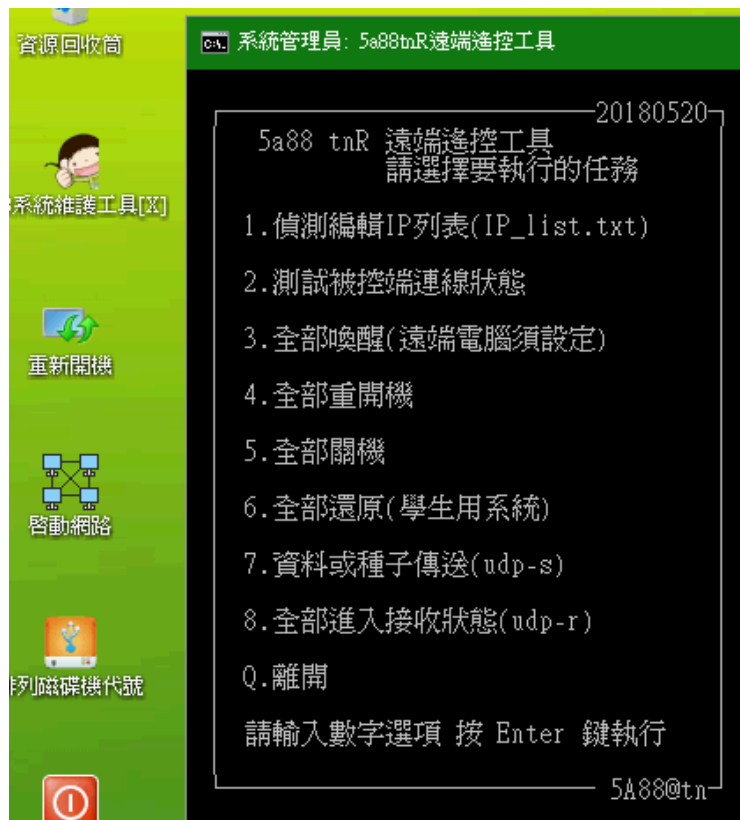 資源回收筒
系統維護工具[X]
重新開機
啓動網路
列磁碟機代號
系統管理員: 5a88tnR遠端遙控工具
20180520
5a88 tnR 遠端遙控工具
請選擇要執行的任務
1.偵測編輯IP列表(IP_list.txt)
2.測試被控端連線狀態
3.全部喚醒(遠端電腦須設定)
4.全部重開機
5.全部關機
6.全部還原(學生用系統)
7.資料或種子傳送(udp-s)
8.全部進入接收狀態(udp-r)
Q.離開
請輸入數字選項 按 Enter 鍵執行
5A88@tn